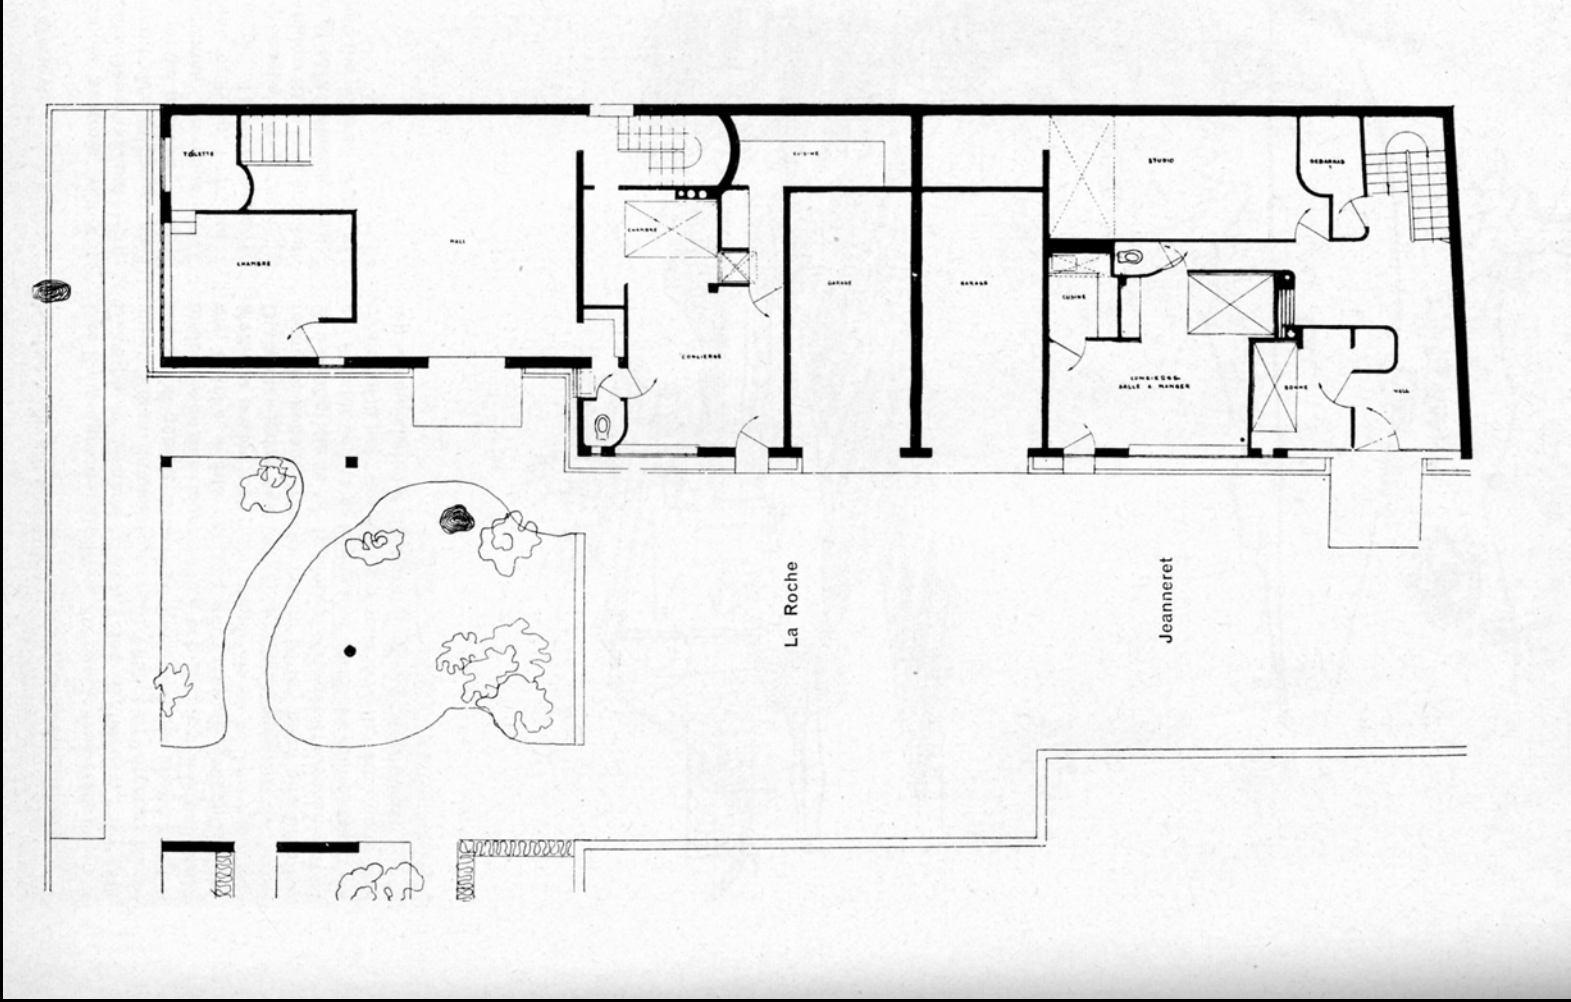 TOILETTE
CUISINE
STUDIO
DEBARRAS
CHAMBRE
HALL
CHAMBRE
GARAGE
GARAGE
CUISINE
CONCIERGE
CONCIERGE
SALLE A MANGER
BONNE
HALL
La Roche
Jeanneret